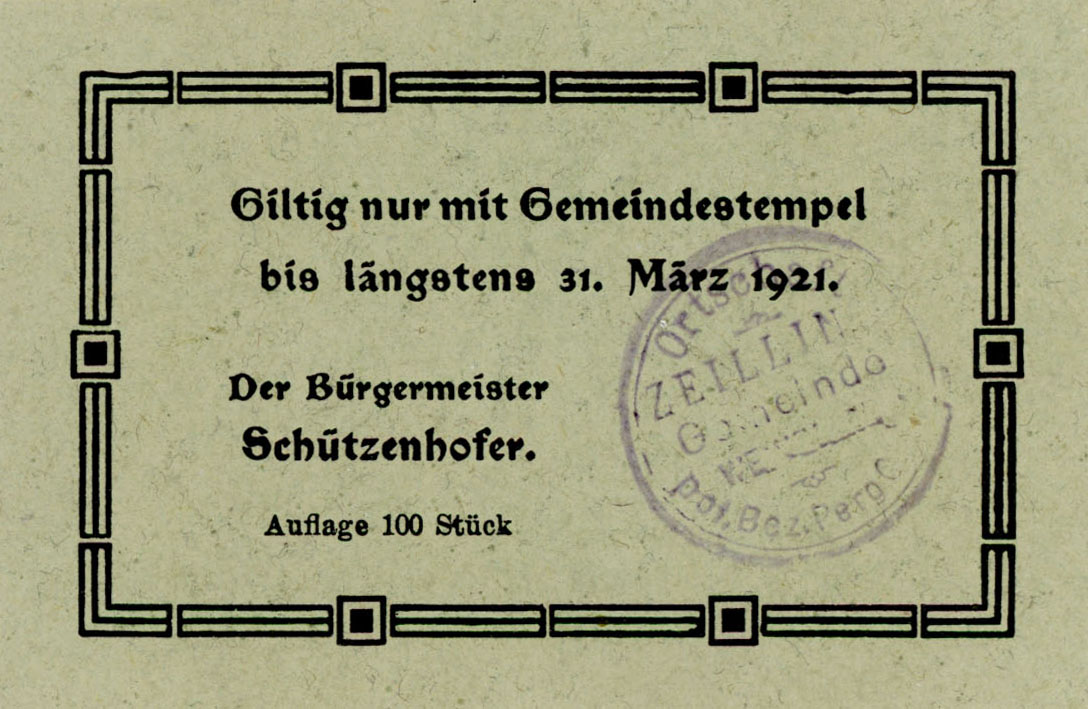 Giltig nur mit Gemeindestempel
bis längstens 31. März 1921.
Der Bürgermeister
Schützenhofer.
Auflage 100 Stück
Ortschaft
ZEILLIN
Gemeinde
Pol. Bez. Perg